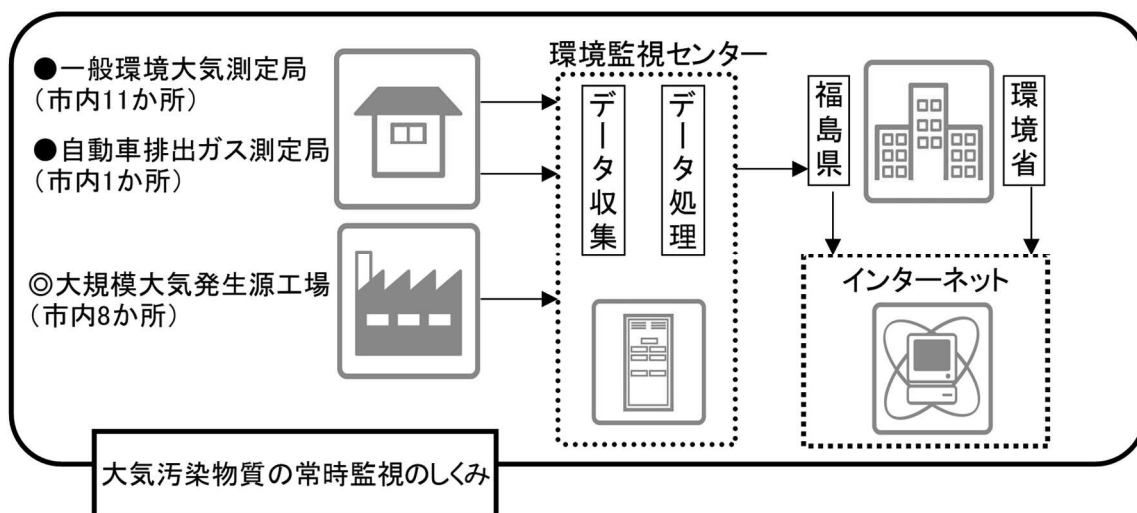 ●一般環境大気測定局
(市内11か所)
●自動車排出ガス測定局
(市内1か所)
◎大規模大気発生源工場
(市内8か所)
環境監視センター
データ収集
データ処理
福島県
環境省
インターネット
大気汚染物質の常時監視のしくみ